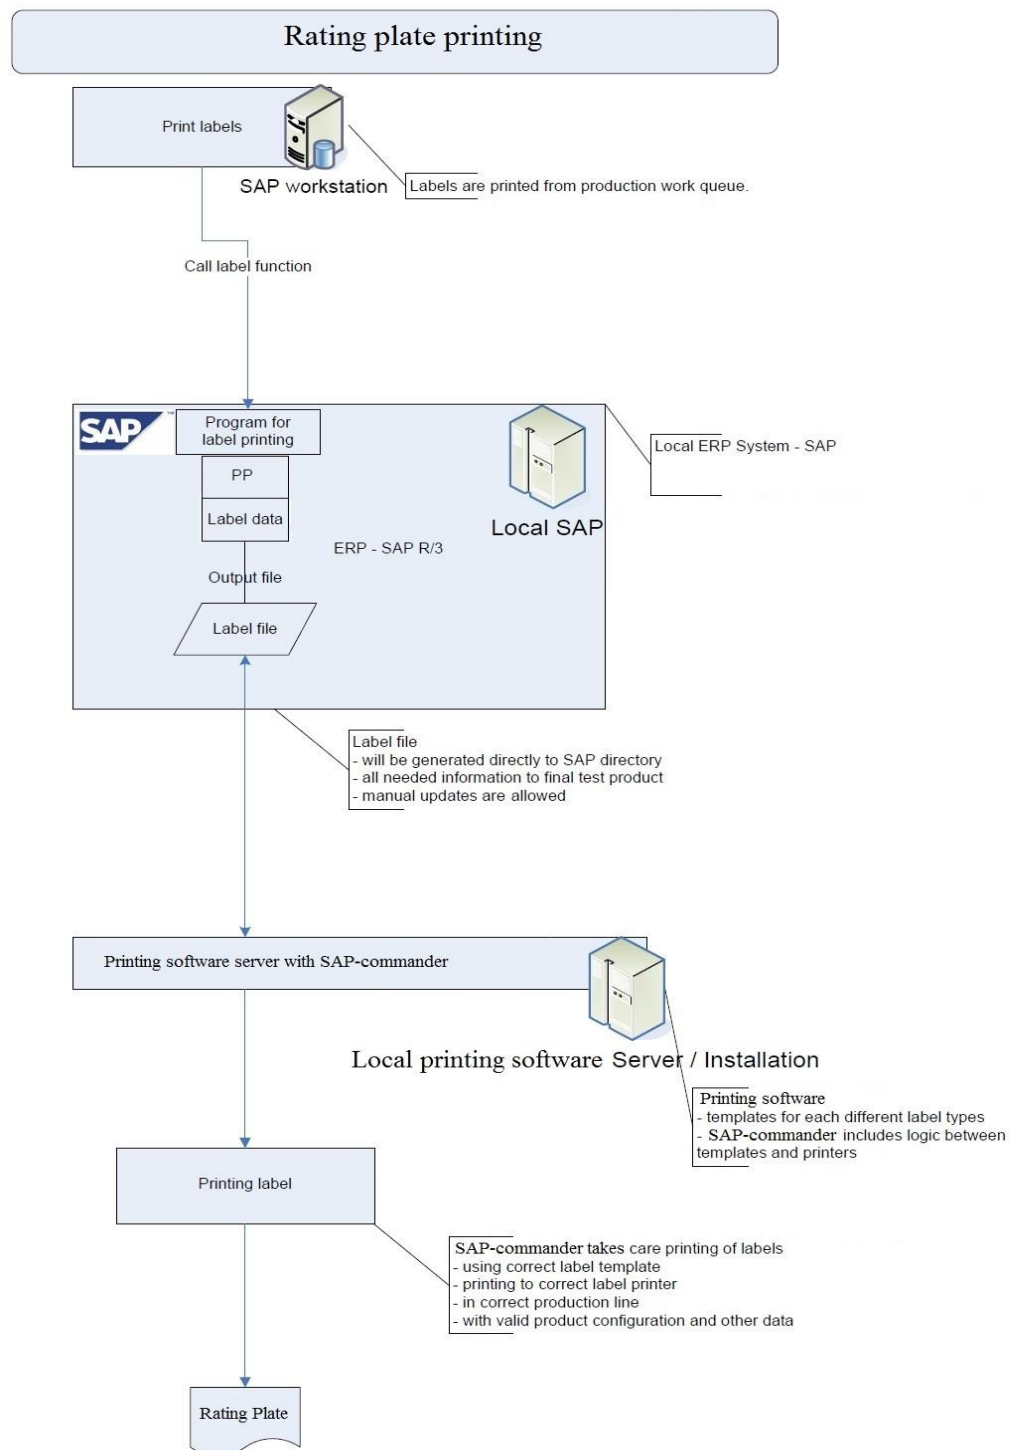 Rating plate printing
Print labels
SAP workstation
Labels are printed from production work queue.
Call label function
SAP™
Program for
label printing
Local ERP System - SAP
PP
Label data
Local SAP
ERP - SAP R/3
Output file
Label file
Label file
- will be generated directly to SAP directory
- all needed information to final test product
- manual updates are allowed
Printing software server with SAP-commander
Local printing software Server / Installation
Printing software
- templates for each different label types
- SAP-commander includes logic between
templates and printers
Printing label
SAP-commander takes care printing of labels
- using correct label template
- printing to correct label printer
- in correct production line
- with valid product configuration and other data
Rating Plate